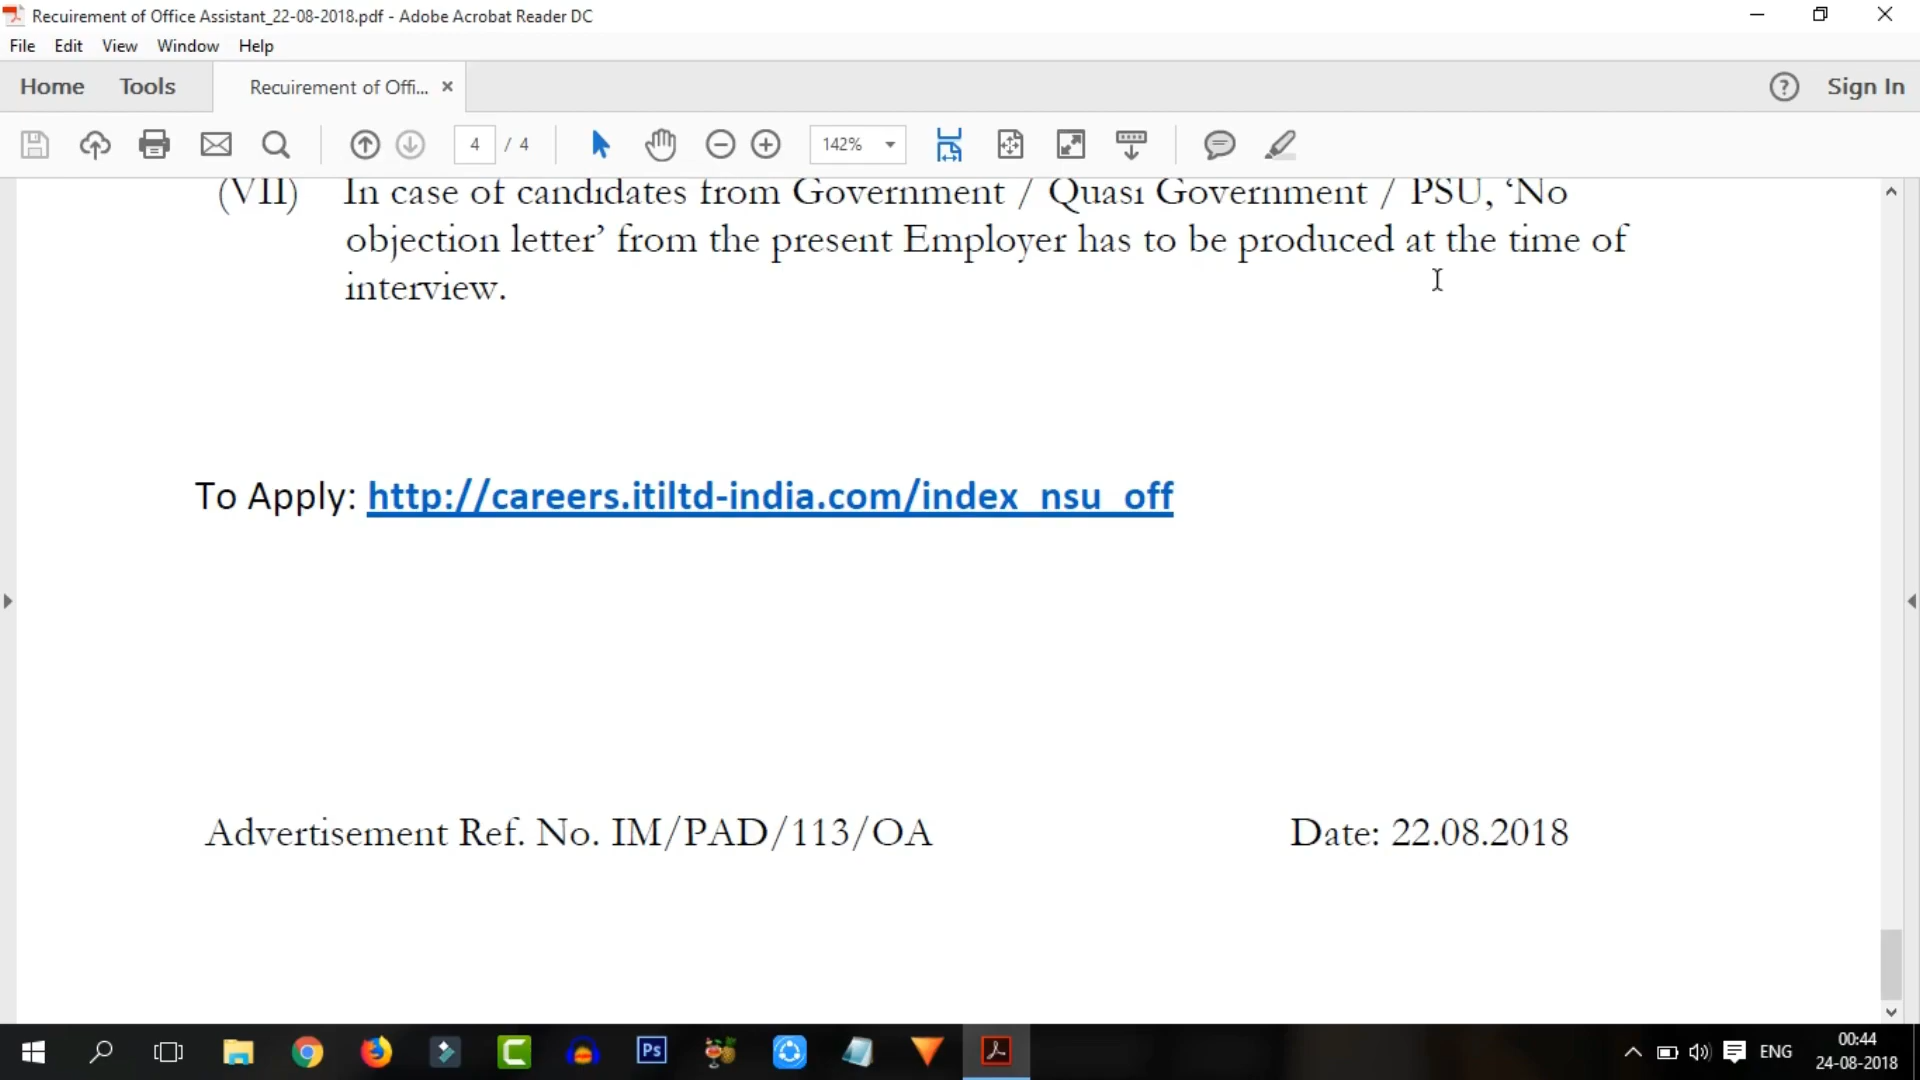 Recuirement of Office Assistant_22-08-2018.pdf - Adobe Acrobat Reader DC
File Edit View Window Help
Home Tools Recuirement of Offi... × ? Sign In
4 / 4 142%
(VII) In case of candidates from Government / Quasi Government / PSU, ‘No
objection letter’ from the present Employer has to be produced at the time of
interview.
To Apply: http://careers.itiltd-india.com/index_nsu_off
Advertisement Ref. No. IM/PAD/113/OA Date: 22.08.2018
Ps ENG 00:44
24-08-2018